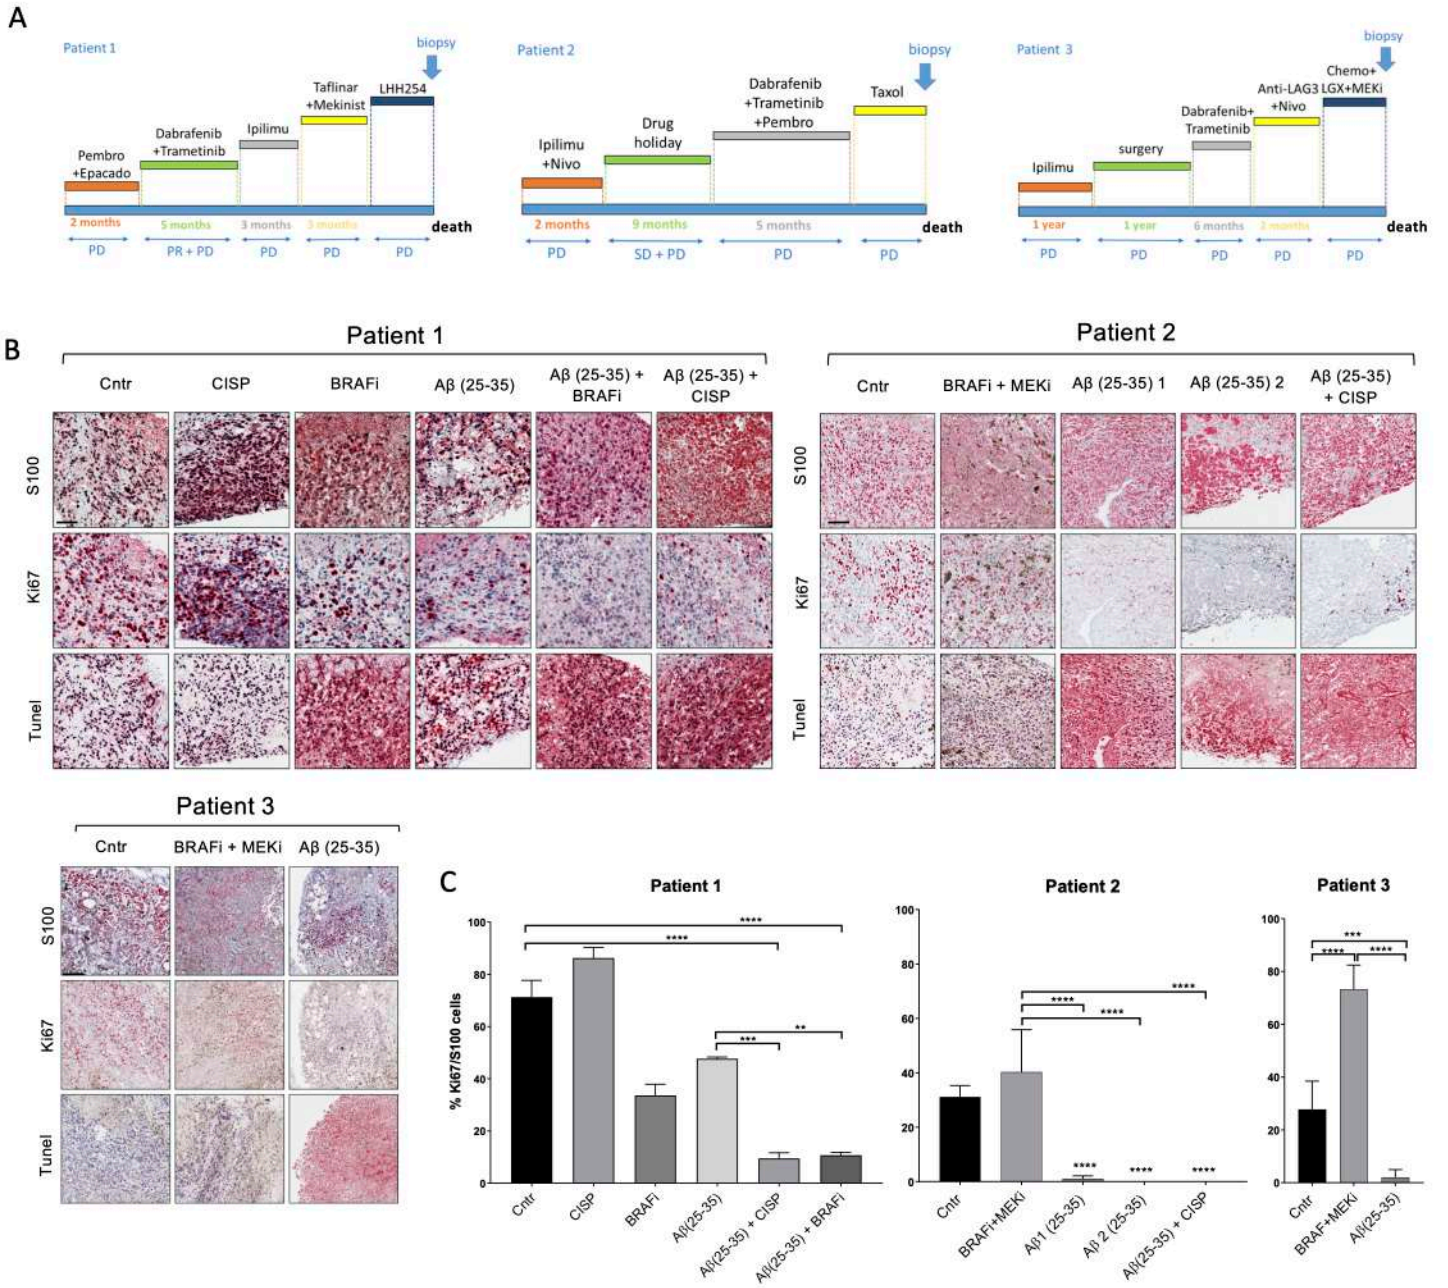 A
Patient 1
biopsy
Taflinar
+Mekinist
LHH254
Dabrafenib
+Trametinib
Ipilimu
Pembro
+Epacado
2 months
5 months
3 months
3 months
death
PD
PR + PD
PD
PD
PD
Patient 2
biopsy
Dabrafenib
+Trametinib
+Pembro
Taxol
Drug
holiday
Ipilimu
+Nivo
2 months
9 months
5 months
death
PD
SD + PD
PD
PD
Patient 3
biopsy
Chemo+
LGX+MEKi
Anti-LAG3
+Nivo
Dabrafenib+
Trametinib
surgery
Ipilimu
1 year
1 year
6 months
2 months
death
PD
PD
PD
PD
PD
B
Patient 1
Cntr
CISP
BRAFi
Aβ (25-35)
Aβ (25-35) +
BRAFi
Aβ (25-35) +
CISP
S100
Ki67
Tunel
Patient 2
Cntr
BRAFi + MEKi
Aβ (25-35) 1
Aβ (25-35) 2
Aβ (25-35)
+ CISP
S100
Ki67
Tunel
Patient 3
Cntr
BRAFi + MEKi
Aβ (25-35)
S100
Ki67
Tunel
C
Patient 1
% Ki67/S100 cells
100
80
60
40
20
0
****
****
**
***
Cntr
CISP
BRAFi
Aβ(25-35)
Aβ(25-35) + CISP
Aβ(25-35) + BRAFi
Patient 2
100
80
60
40
20
0
****
****
****
****
****
****
Cntr
BRAFi+MEKi
Aβ1 (25-35)
Aβ 2 (25-35)
Aβ(25-35) + CISP
Patient 3
100
80
60
40
20
0
***
****
****
Cntr
BRAF+MEKi
Aβ(25-35)